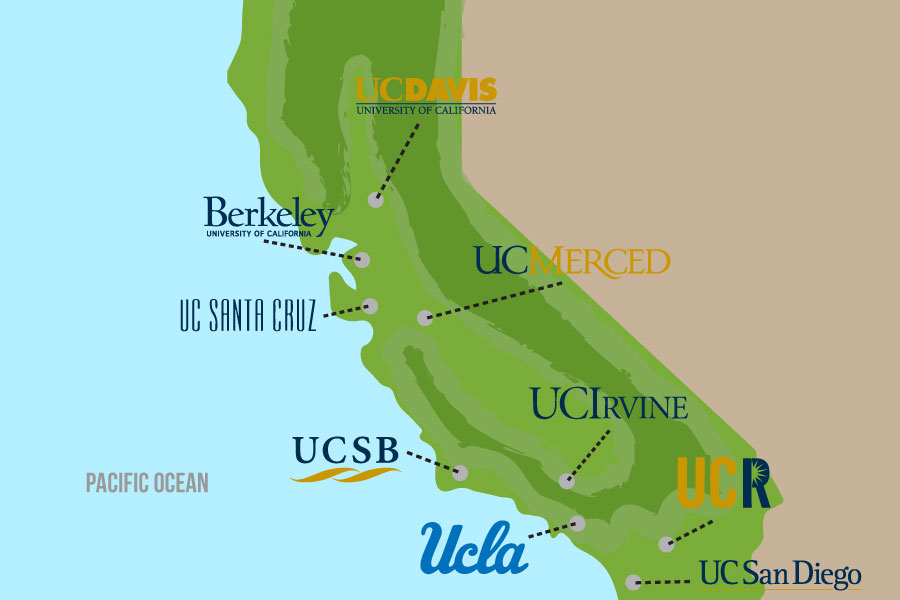 UCDAVIS
UNIVERSITY OF CALIFORNIA
Berkeley
UNIVERSITY OF CALIFORNIA
UCMERCED
UC SANTA CRUZ
UCIRVINE
UCSB
UCR
PACIFIC OCEAN
Ucla
UC San Diego